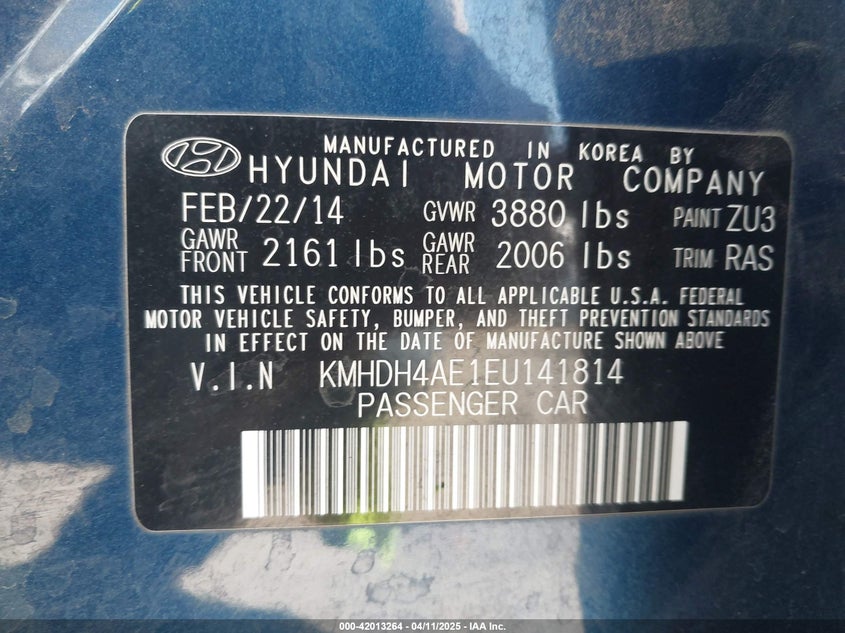 MANUFACTURED IN KOREA BY
HYUNDAI MOTOR COMPANY
FEB/22/14 GVWR 3880 lbs PAINT ZU3
GAWR FRONT 2161 lbs GAWR REAR 2006 lbs TRIM RAS
THIS VEHICLE CONFORMS TO ALL APPLICABLE U.S.A. FEDERAL
MOTOR VEHICLE SAFETY, BUMPER, AND THEFT PREVENTION STANDARDS
IN EFFECT ON THE DATE OF MANUFACTURE SHOWN ABOVE
V.I.N KMHDH4AE1EU141814
PASSENGER CAR
000-42013264 - 04/11/2025 - IAA Inc.